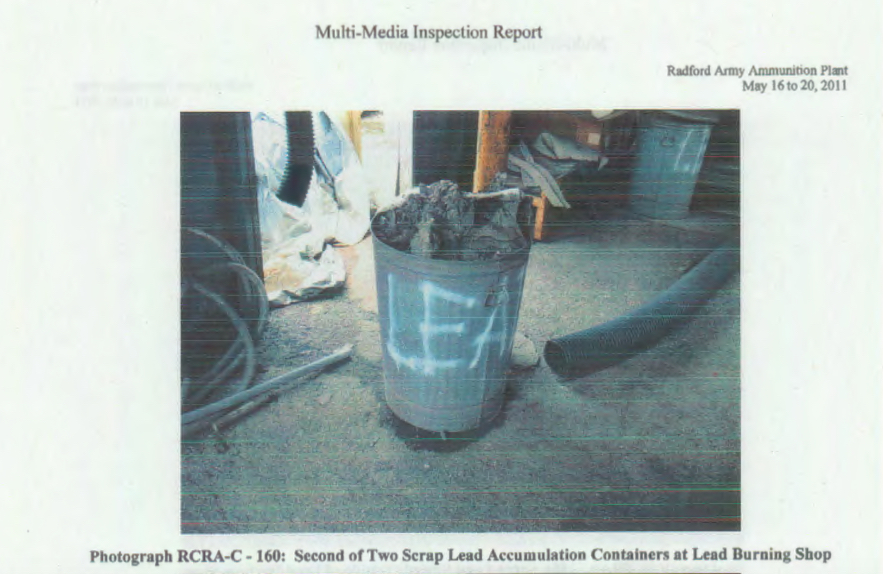 Multi-Media Inspection Report
Radford Army Ammunition Plant
May 16 to 20, 2011
LEA
Photograph RCRA-C - 160: Second of Two Scrap Lead Accumulation Containers at Lead Burning Shop